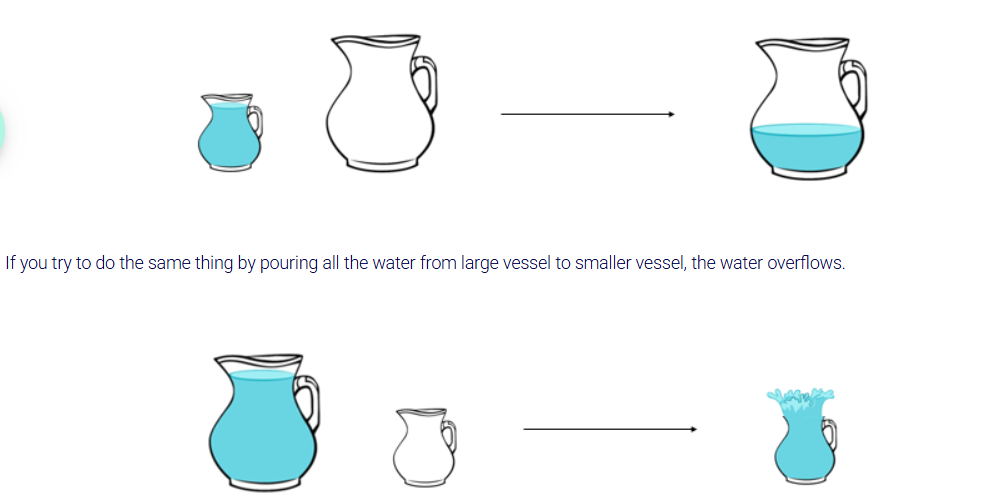 If you try to do the same thing by pouring all the water from large vessel to smaller vessel, the water overflows.